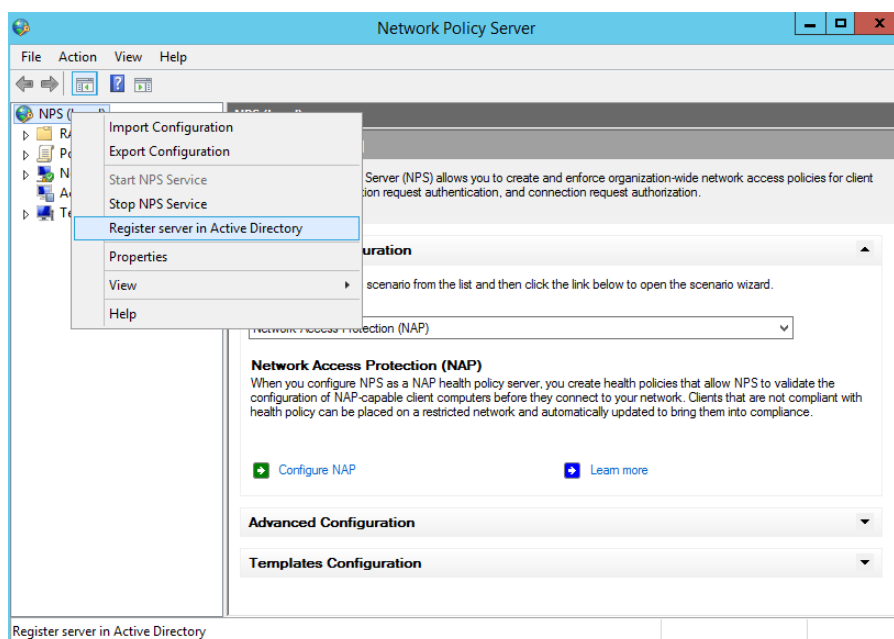 Network Policy Server
File Action View Help
NPS (
Import Configuration
Export Configuration
Start NPS Service
Stop NPS Service
Register server in Active Directory
Properties
View
Help
Server (NPS) allows you to create and enforce organization-wide network access policies for client
ion request authentication, and connection request authorization.
uration
scenario from the list and then click the link below to open the scenario wizard.
Network Access Protection (NAP)
Network Access Protection (NAP)
When you configure NPS as a NAP health policy server, you create health policies that allow NPS to validate the
configuration of NAP-capable client computers before they connect to your network. Clients that are not compliant with
health policy can be placed on a restricted network and automatically updated to bring them into compliance.
Configure NAP
Learn more
Advanced Configuration
Templates Configuration
Register server in Active Directory